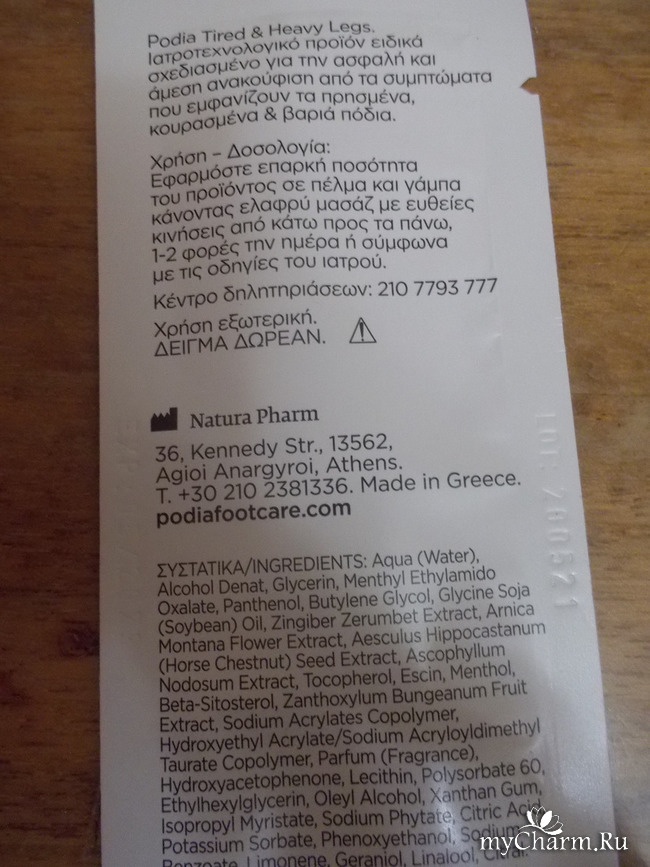 Podia Tired & Heavy Legs.
Ιατροτεχνολογικό προϊόν ειδικά
σχεδιασμένο για την ασφαλή και
άμεση ανακούφιση από τα συμπτώματα
που εμφανίζουν τα πρησμένα,
κουρασμένα & βαριά πόδια.
Χρήση – Δοσολογία:
Εφαρμόστε επαρκή ποσότητα
του προϊόντος σε πέλμα και γάμπα
κάνοντας ελαφρύ μασάζ με ευθείες
κινήσεις από κάτω προς τα πάνω,
1-2 φορές την ημέρα ή σύμφωνα
με τις οδηγίες του ιατρού.
Κέντρο δηλητηριάσεων: 210 7793 777
Χρήση εξωτερική.
ΔΕΙΓΜΑ ΔΩΡΕΑΝ.
Natura Pharm
36, Kennedy Str., 13562,
Agioi Anargyroi, Athens.
T. +30 210 2381336. Made in Greece.
podiafootcare.com
ΣΥΣΤΑΤΙΚΑ/INGREDIENTS: Aqua (Water),
Alcohol Denat, Glycerin, Menthyl Ethylamido
Oxalate, Panthenol, Butylene Glycol, Glycine Soja
(Soybean) Oil, Zingiber Zerumbet Extract, Arnica
Montana Flower Extract, Aesculus Hippocastanum
(Horse Chestnut) Seed Extract, Ascophyllum
Nodosum Extract, Tocopherol, Escin, Menthol,
Beta-Sitosterol, Zanthoxylum Bungeanum Fruit
Extract, Sodium Acrylates Copolymer,
Hydroxyethyl Acrylate/Sodium Acryloyldimethyl
Taurate Copolymer, Parfum (Fragrance),
Hydroxyacetophenone, Lecithin, Polysorbate 60,
Ethylhexylglycerin, Oleyl Alcohol, Xanthan Gum,
Isopropyl Myristate, Sodium Phytate, Citric Acid,
Potassium Sorbate, Phenoxyethanol, Sodium
Benzoate, Limonene, Geraniol, Linalool, Citral.
LOT: 200521
myCharm.Ru